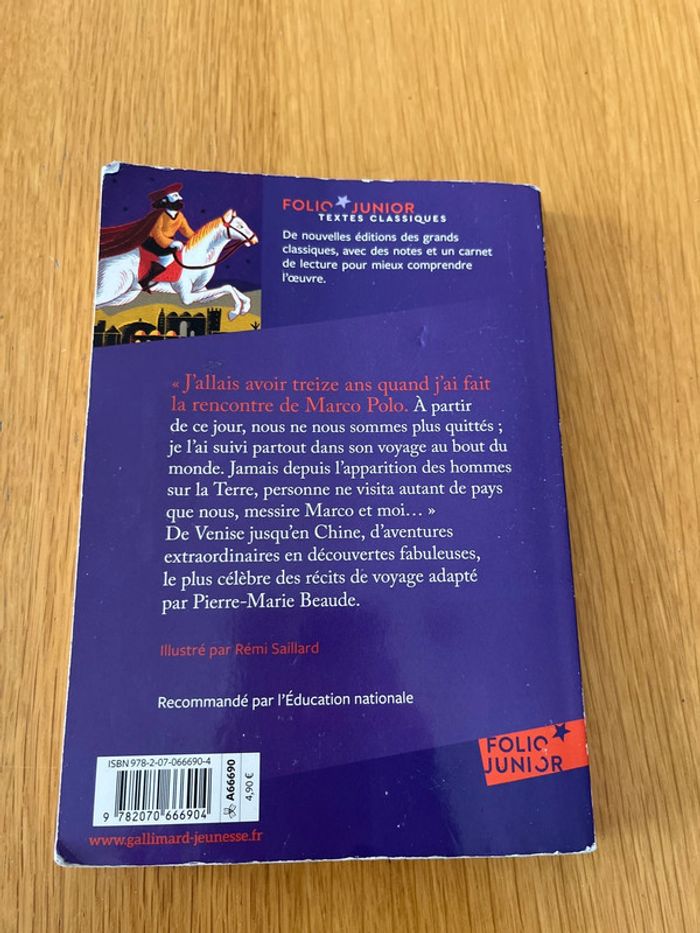 FOLIO JUNIOR
TEXTES CLASSIQUES
De nouvelles éditions des grands
classiques, avec des notes et un carnet
de lecture pour mieux comprendre
l'œuvre.
« J'allais avoir treize ans quand j'ai fait
la rencontre de Marco Polo. À partir
de ce jour, nous ne nous sommes plus quittés ;
je l'ai suivi partout dans son voyage au bout du
monde. Jamais depuis l'apparition des hommes
sur la Terre, personne ne visita autant de pays
que nous, messire Marco et moi... »
De Venise jusqu'en Chine, d'aventures
extraordinaires en découvertes fabuleuses,
le plus célèbre des récits de voyage adapté
par Pierre-Marie Beaude.
Illustré par Rémi Saillard
Recommandé par l'Éducation nationale
FOLIO
JUNIOR
ISBN 978-2-07-066690-4
9 782070 666904
A66690
4,90 €
www.gallimard-jeunesse.fr